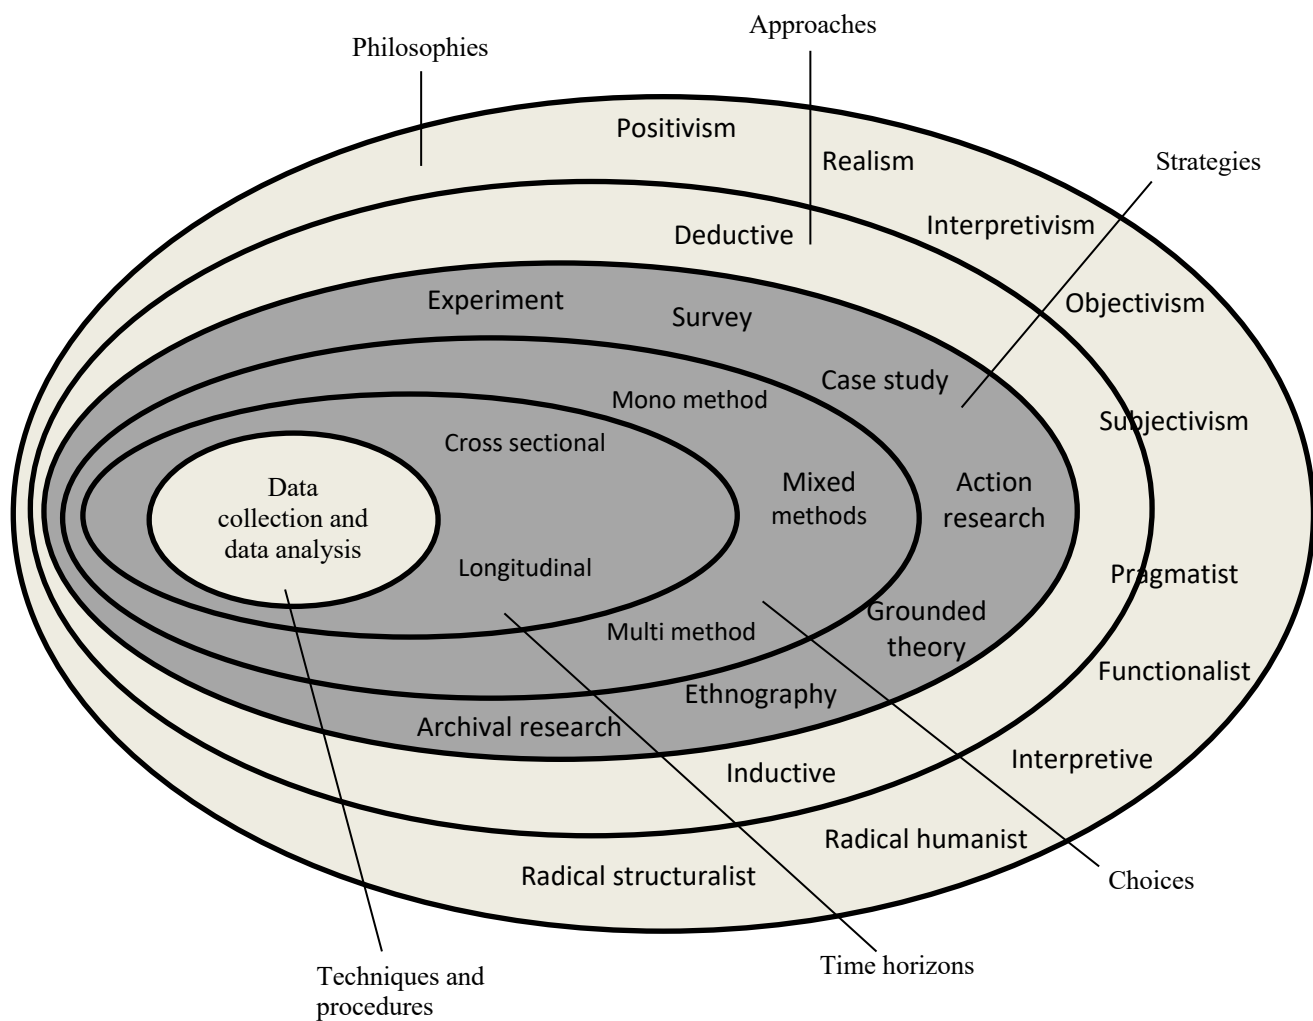 Approaches
Philosophies
Positivism
Realism
Strategies
Interpretivism
Deductive
Objectivism
Experiment
Survey
Case study
Mono method
Subjectivism
Cross sectional
Data
collection and
data analysis
Mixed
methods
Action
research
Longitudinal
Pragmatist
Grounded
theory
Multi method
Functionalist
Ethnography
Archival research
Interpretive
Inductive
Radical humanist
Radical structuralist
Choices
Time horizons
Techniques and
procedures